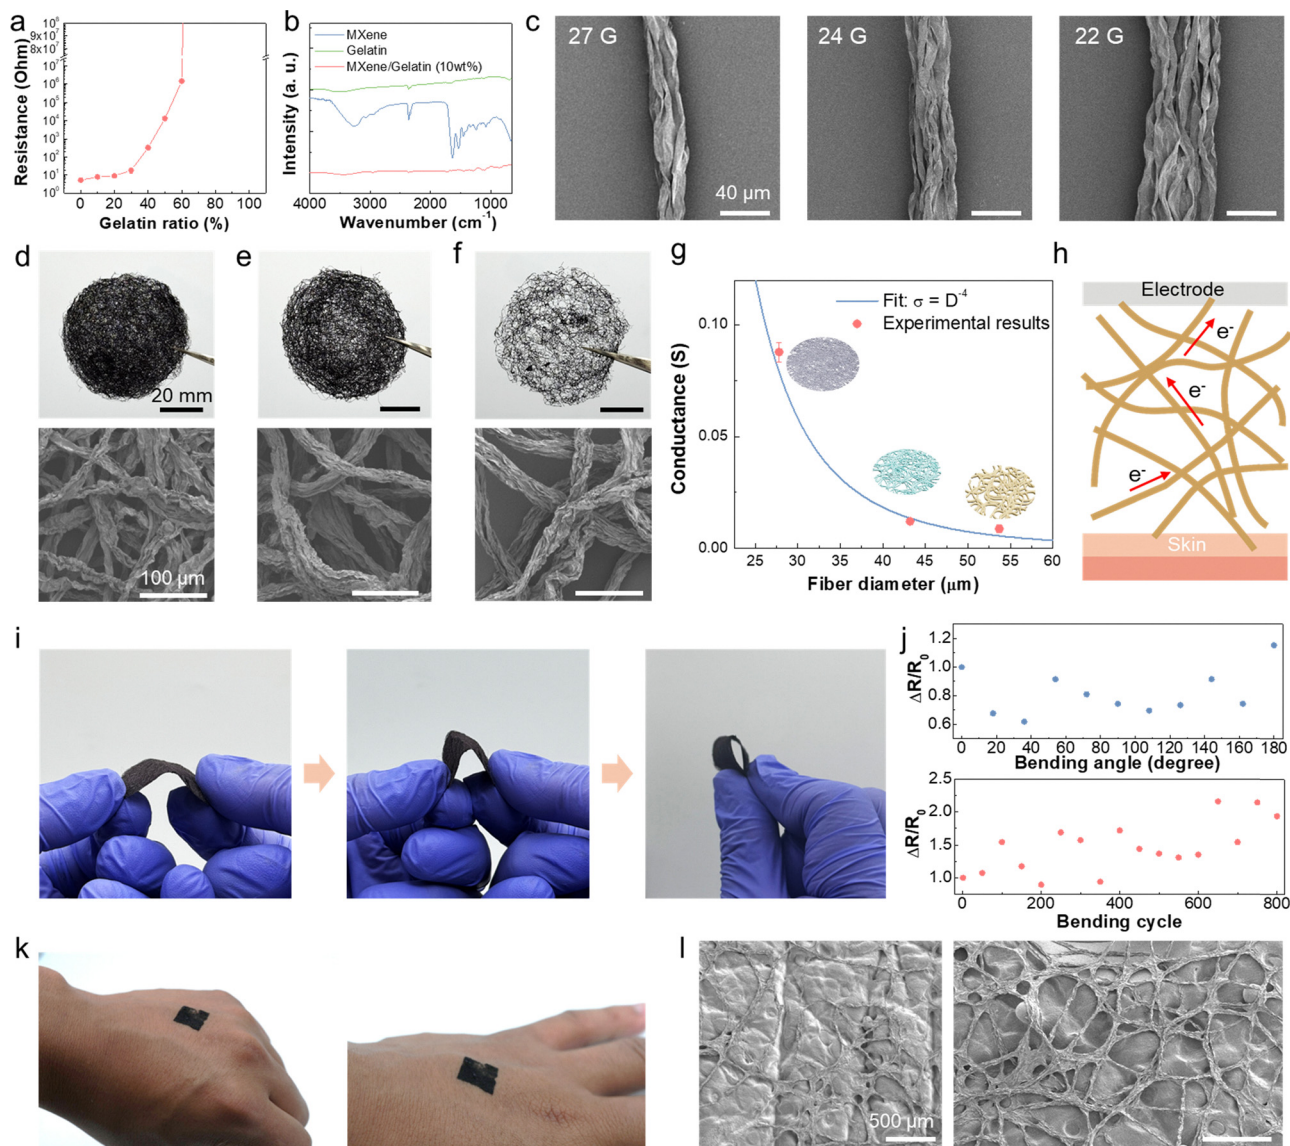 a
Resistance (Ohm)
10⁸
9x10⁷
8x10⁷
10⁶
10⁵
10⁴
10³
10²
10¹
10⁰
0 20 40 60 80 100
Gelatin ratio (%)
b
Intensity (a. u.)
MXene
Gelatin
MXene/Gelatin (10wt%)
4000 3000 2000 1000
Wavenumber (cm⁻¹)
c
27 G
40 µm
24 G
22 G
d
20 mm
100 µm
e
f
g
Conductance (S)
0.10
0.05
0.00
Fit: σ = D⁻⁴
Experimental results
25 30 35 40 45 50 55 60
Fiber diameter (µm)
h
Electrode
e⁻
e⁻
e⁻
Skin
i
j
ΔR/R₀
1.2
1.0
0.8
0.6
0 20 40 60 80 100 120 140 160 180
Bending angle (degree)
ΔR/R₀
2.5
2.0
1.5
1.0
0 200 400 600 800
Bending cycle
k
l
500 µm